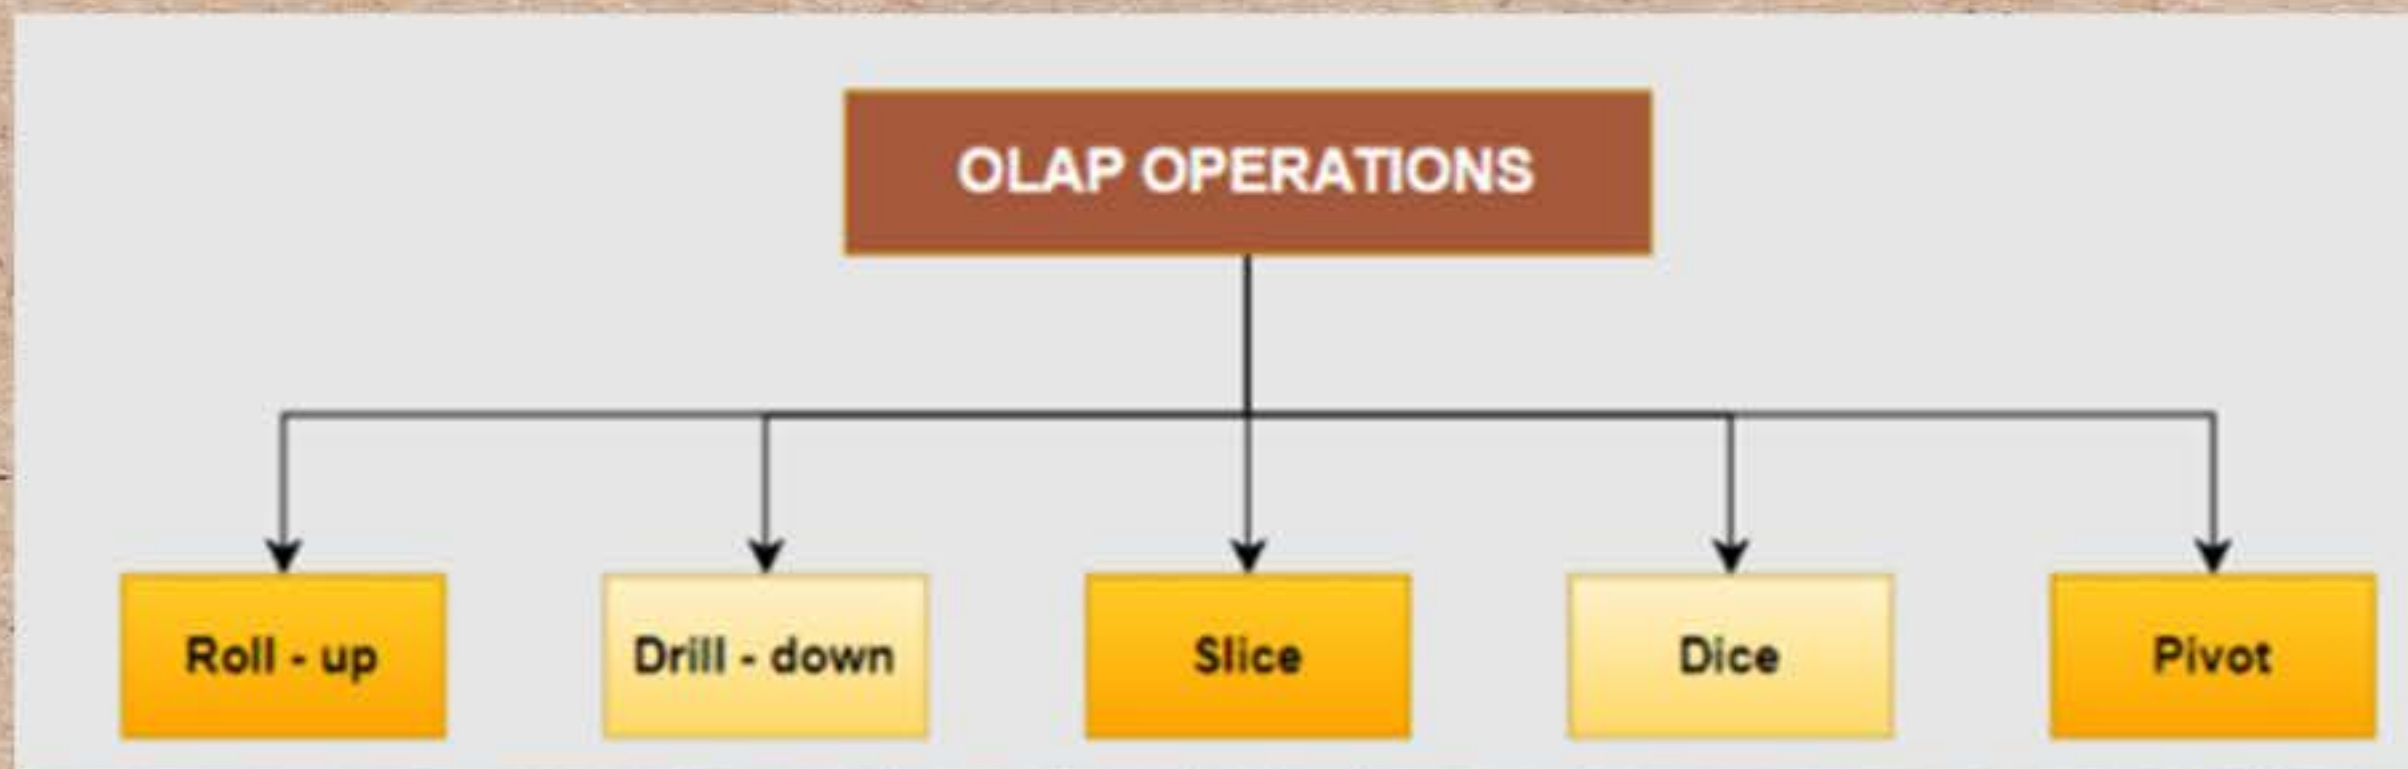 OLAP OPERATIONS
Roll - up
Drill - down
Slice
Dice
Pivot